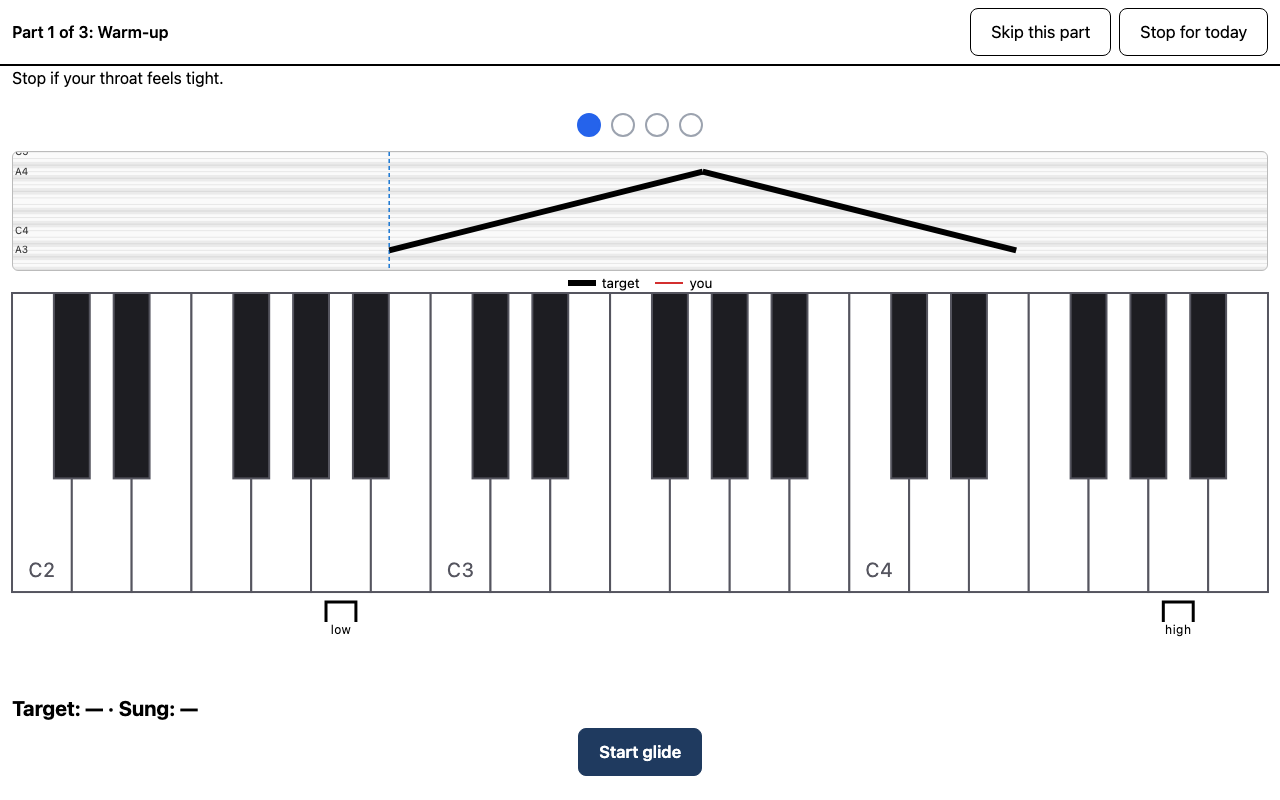 Part 1 of 3: Warm-up
Skip this part
Stop for today
Stop if your throat feels tight.
A4
C4
A3
target
you
C2
C3
C4
low
high
Target: — · Sung: —
Start glide